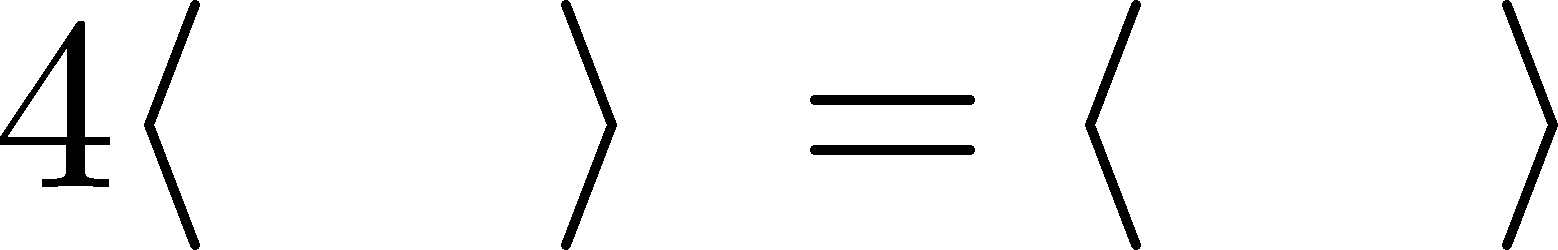 4⟨ ⟩ = ⟨ ⟩